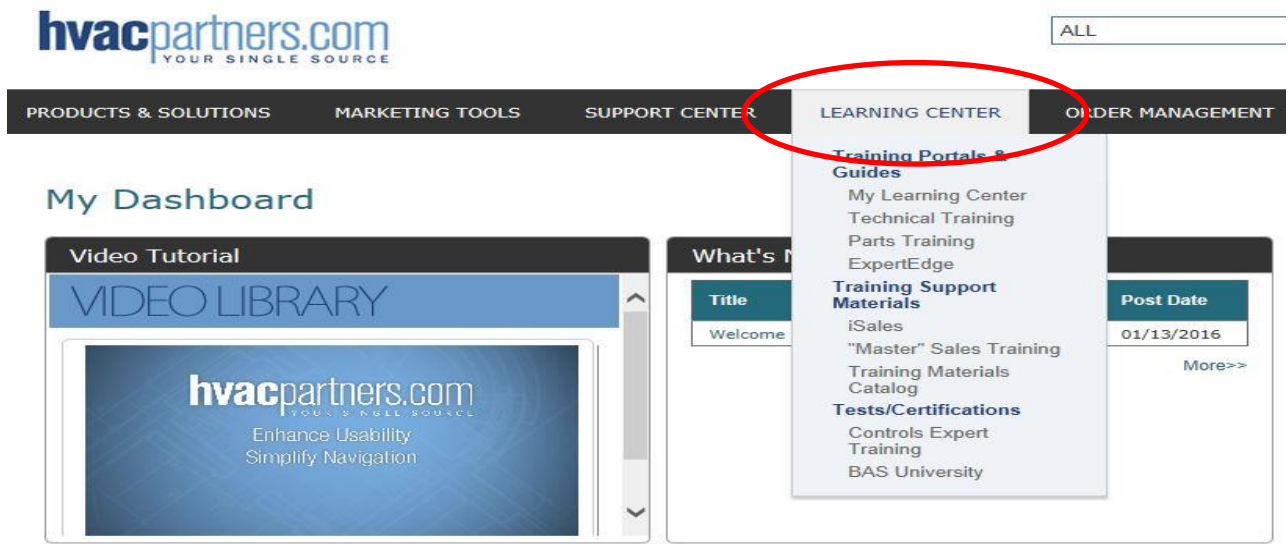 hvacpartners.com
YOUR SINGLE SOURCE
ALL
PRODUCTS & SOLUTIONS MARKETING TOOLS SUPPORT CENTER LEARNING CENTER ORDER MANAGEMENT
Training Portals &
Guides
My Learning Center
Technical Training
Parts Training
ExpertEdge
Training Support
Materials
iSales
"Master" Sales Training
Training Materials
Catalog
Tests/Certifications
Controls Expert
Training
BAS University
My Dashboard
Video Tutorial
VIDEO LIBRARY
hvacpartners.com
YOUR SINGLE SOURCE
Enhance Usability
Simplify Navigation
What's
Title Post Date
Welcome 01/13/2016
More>>